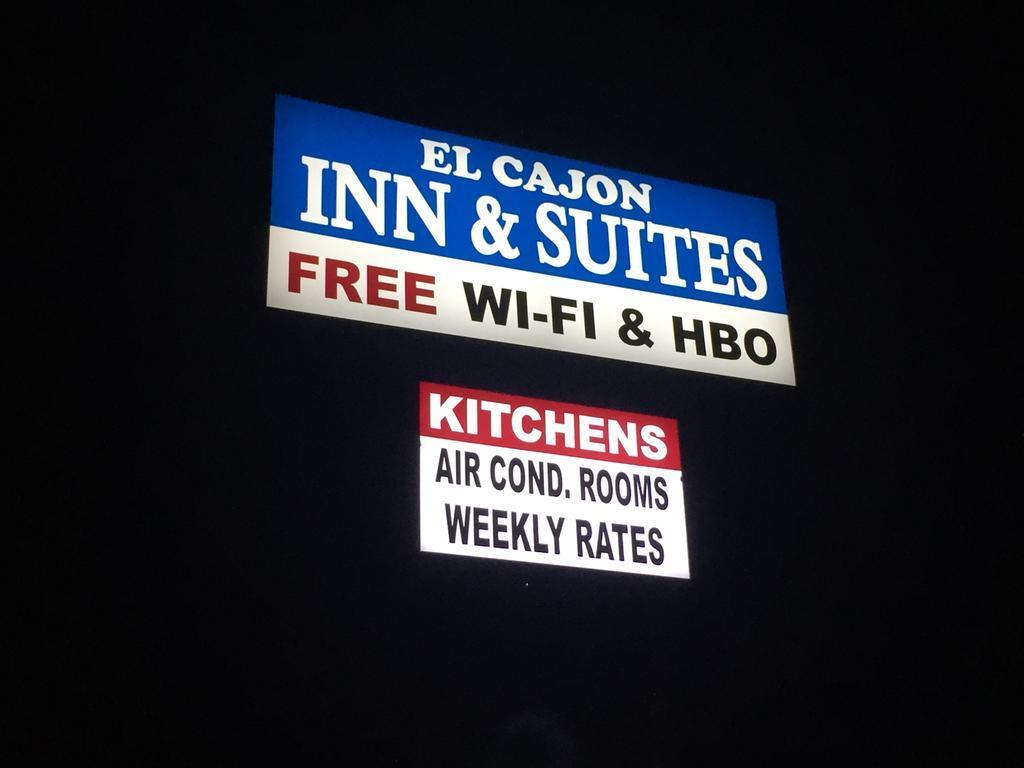 EL CAJON
INN & SUITES
FREE WI-FI & HBO
KITCHENS
AIR COND. ROOMS
WEEKLY RATES